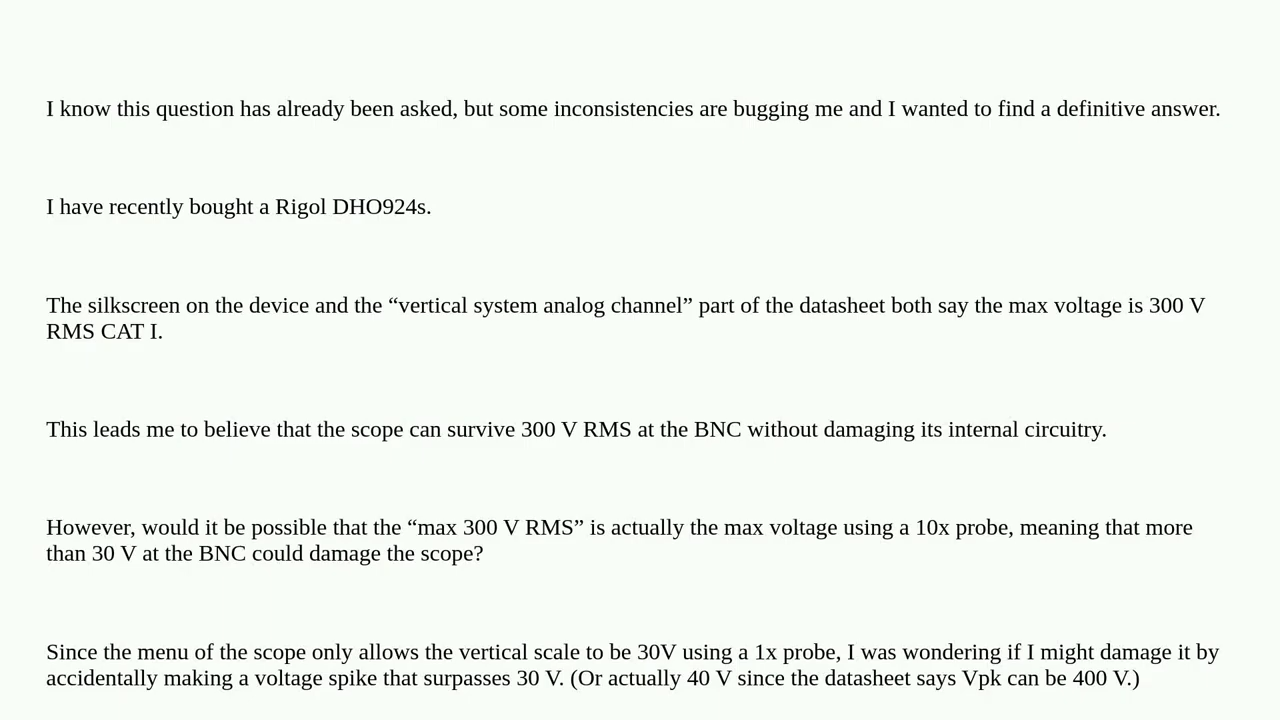 I know this question has already been asked, but some inconsistencies are bugging me and I wanted to find a definitive answer.
I have recently bought a Rigol DHO924s.
The silkscreen on the device and the “vertical system analog channel” part of the datasheet both say the max voltage is 300 V
RMS CAT I.
This leads me to believe that the scope can survive 300 V RMS at the BNC without damaging its internal circuitry.
However, would it be possible that the “max 300 V RMS” is actually the max voltage using a 10x probe, meaning that more
than 30 V at the BNC could damage the scope?
Since the menu of the scope only allows the vertical scale to be 30V using a 1x probe, I was wondering if I might damage it by
accidentally making a voltage spike that surpasses 30 V. (Or actually 40 V since the datasheet says Vpk can be 400 V.)